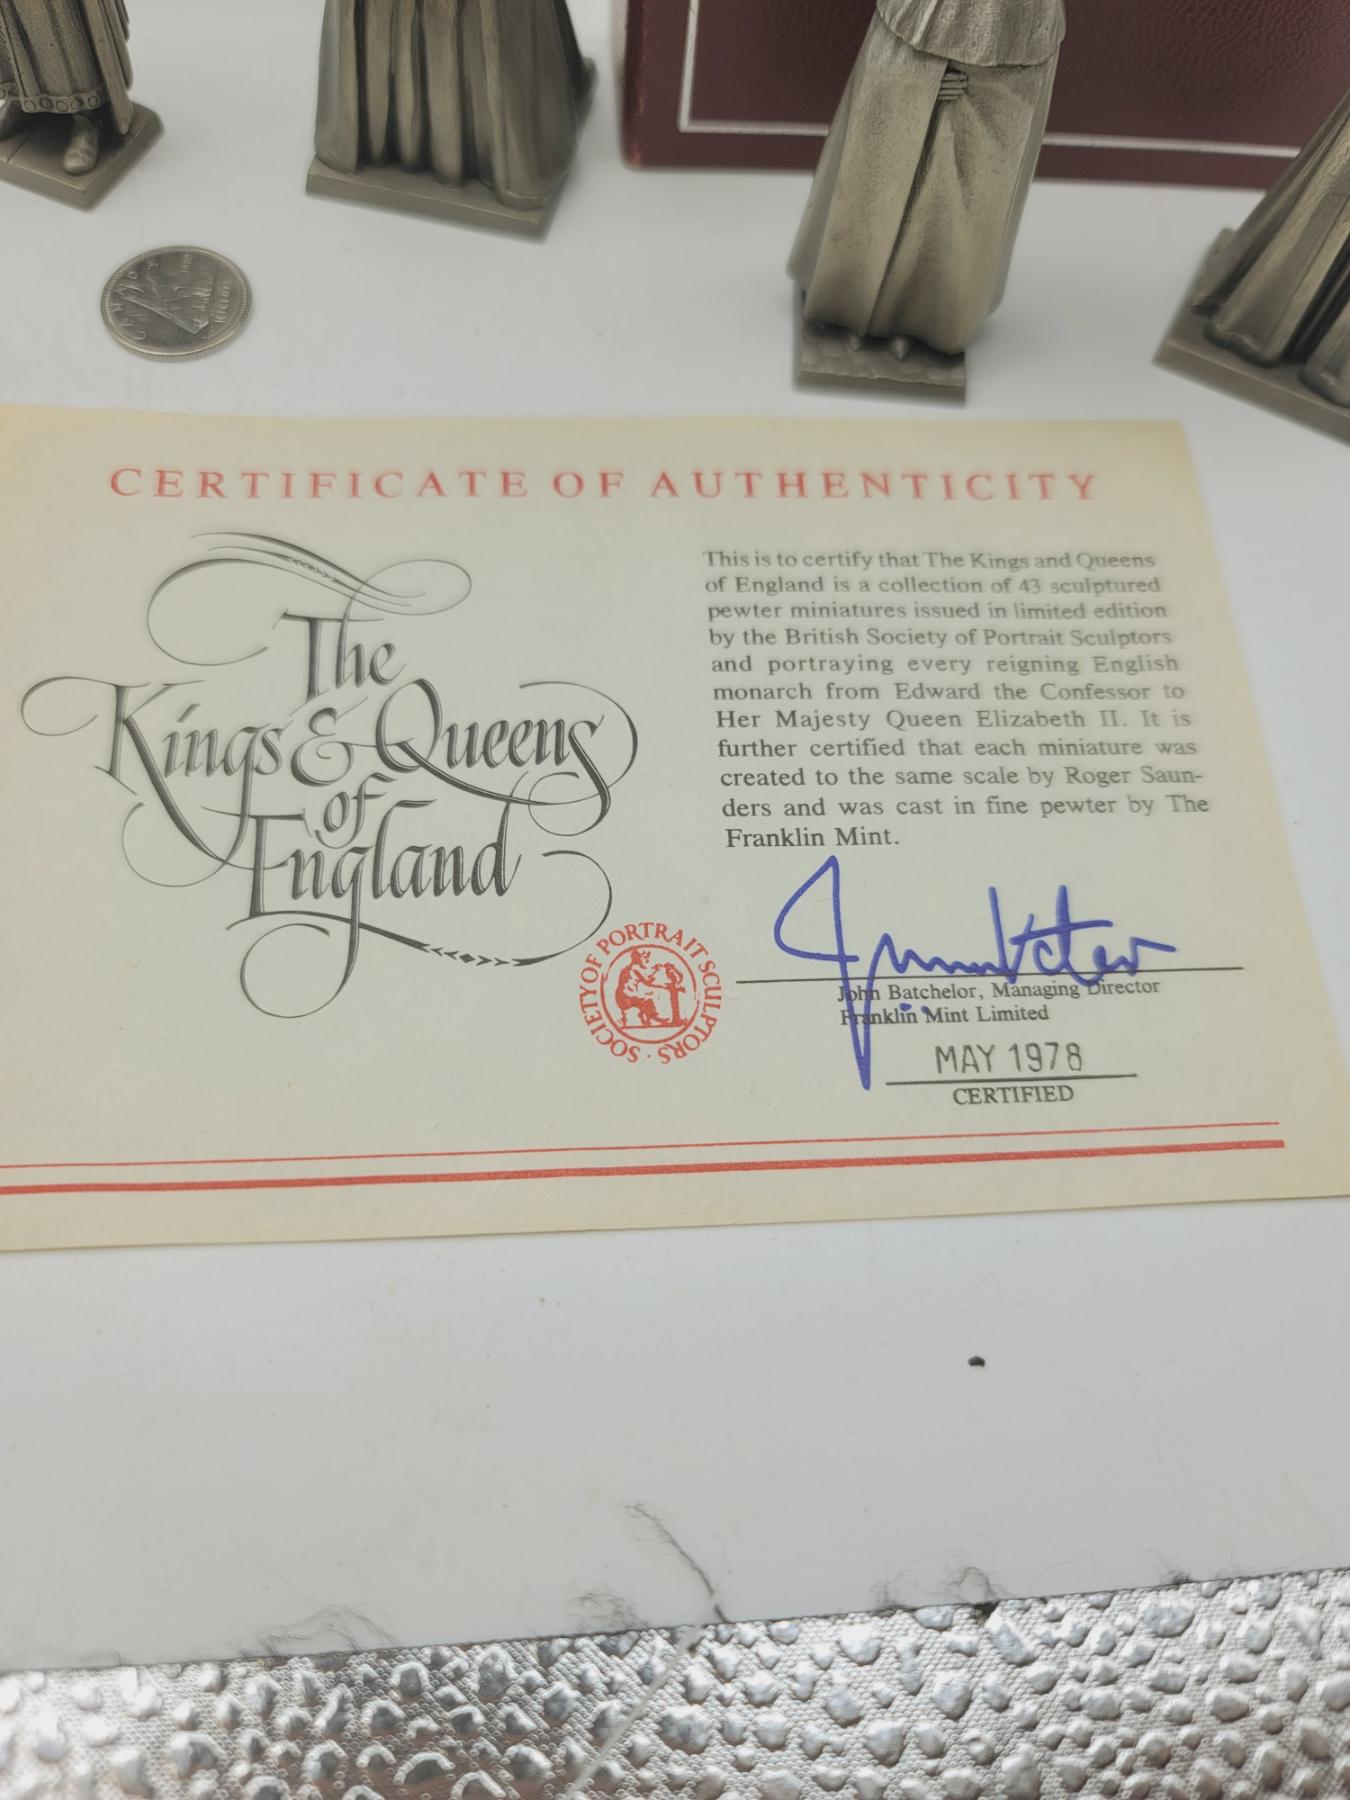 CANADA
10 CENTS
CERTIFICATE OF AUTHENTICITY
The
Kings & Queens
of
England
This is to certify that The Kings and Queens
of England is a collection of 43 sculptured
pewter miniatures issued in limited edition
by the British Society of Portrait Sculptors
and portraying every reigning English
monarch from Edward the Confessor to
Her Majesty Queen Elizabeth II. It is
further certified that each miniature was
created to the same scale by Roger Saun-
ders and was cast in fine pewter by The
Franklin Mint.
SOCIETY OF PORTRAIT SCULPTORS
John Batchelor, Managing Director
Franklin Mint Limited
MAY 1978
CERTIFIED